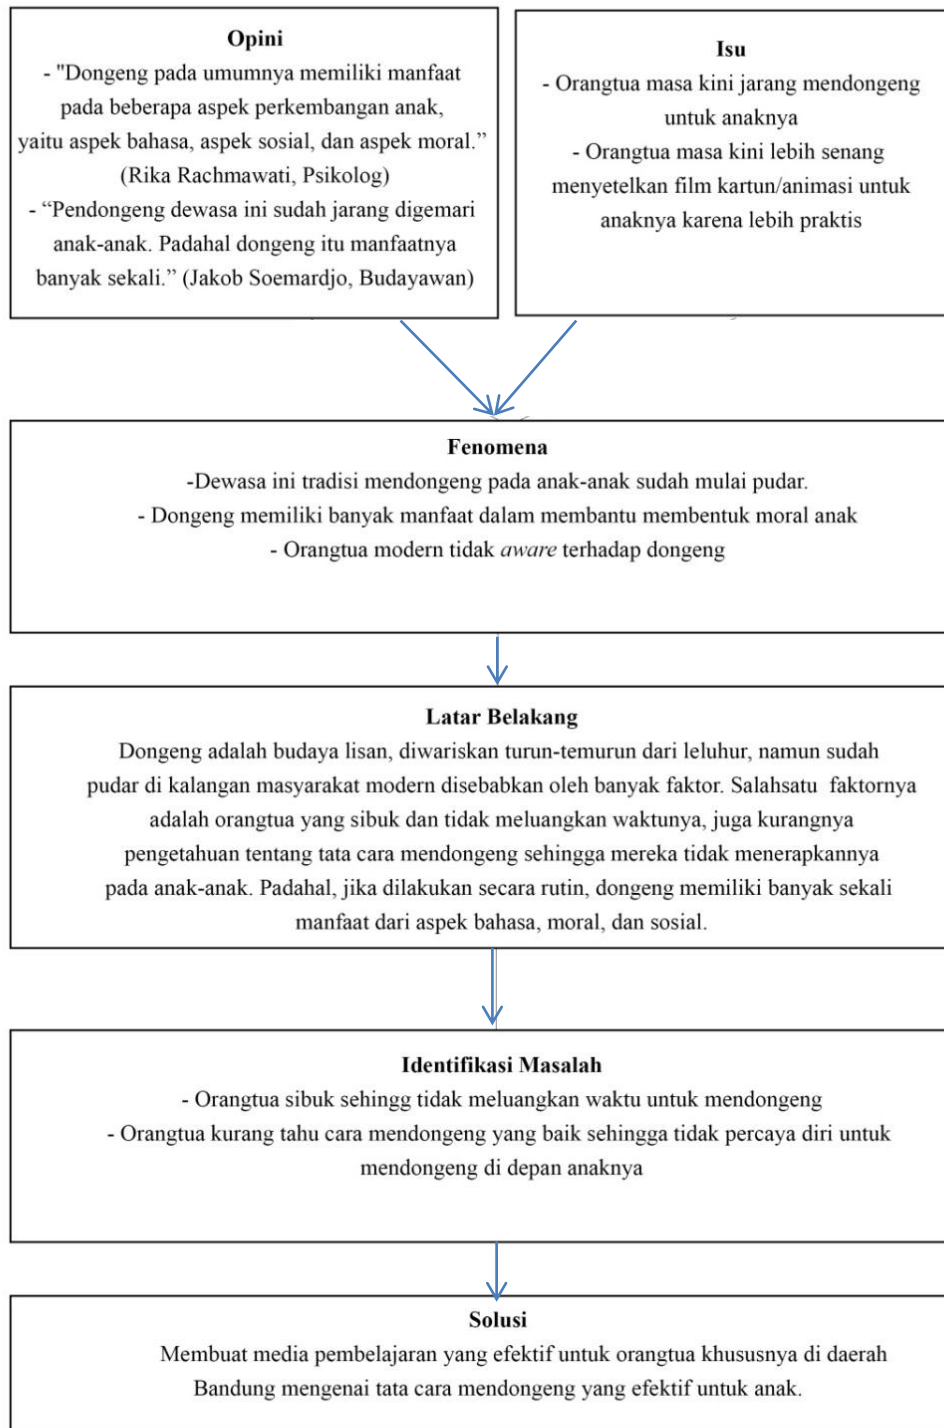 Opini
- "Dongeng pada umumnya memiliki manfaat
pada beberapa aspek perkembangan anak,
yaitu aspek bahasa, aspek sosial, dan aspek moral.”
(Rika Rachmawati, Psikolog)
- “Pendongeng dewasa ini sudah jarang digemari
anak-anak. Padahal dongeng itu manfaatnya
banyak sekali.” (Jakob Soemardjo, Budayawan)
Isu
- Orangtua masa kini jarang mendongeng
untuk anaknya
- Orangtua masa kini lebih senang
menyetelkan film kartun/animasi untuk
anaknya karena lebih praktis
Fenomena
-Dewasa ini tradisi mendongeng pada anak-anak sudah mulai pudar.
- Dongeng memiliki banyak manfaat dalam membantu membentuk moral anak
- Orangtua modern tidak aware terhadap dongeng
Latar Belakang
Dongeng adalah budaya lisan, diwariskan turun-temurun dari leluhur, namun sudah
pudar di kalangan masyarakat modern disebabkan oleh banyak faktor. Salahsatu faktornya
adalah orangtua yang sibuk dan tidak meluangkan waktunya, juga kurangnya
pengetahuan tentang tata cara mendongeng sehingga mereka tidak menerapkannya
pada anak-anak. Padahal, jika dilakukan secara rutin, dongeng memiliki banyak sekali
manfaat dari aspek bahasa, moral, dan sosial.
Identifikasi Masalah
- Orangtua sibuk sehingg tidak meluangkan waktu untuk mendongeng
- Orangtua kurang tahu cara mendongeng yang baik sehingga tidak percaya diri untuk
mendongeng di depan anaknya
Solusi
Membuat media pembelajaran yang efektif untuk orangtua khususnya di daerah
Bandung mengenai tata cara mendongeng yang efektif untuk anak.